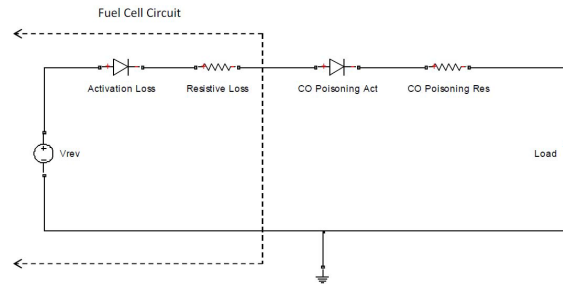 Fuel Cell Circuit
Activation Loss
Resistive Loss
CO Poisoning Act
CO Poisoning Res
Vrev
Load